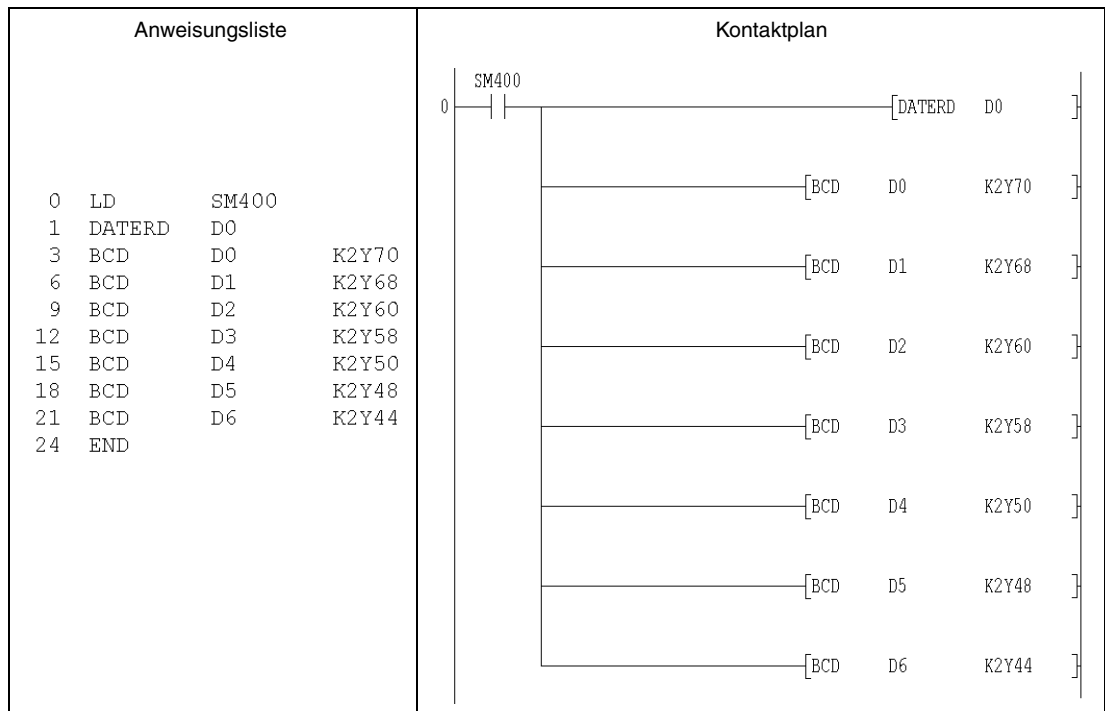 Anweisungsliste
0 LD SM400
1 DATERD D0
3 BCD D0 K2Y70
6 BCD D1 K2Y68
9 BCD D2 K2Y60
12 BCD D3 K2Y58
15 BCD D4 K2Y50
18 BCD D5 K2Y48
21 BCD D6 K2Y44
24 END
Kontaktplan
SM400
0 [DATERD D0 ]
[BCD D0 K2Y70 ]
[BCD D1 K2Y68 ]
[BCD D2 K2Y60 ]
[BCD D3 K2Y58 ]
[BCD D4 K2Y50 ]
[BCD D5 K2Y48 ]
[BCD D6 K2Y44 ]